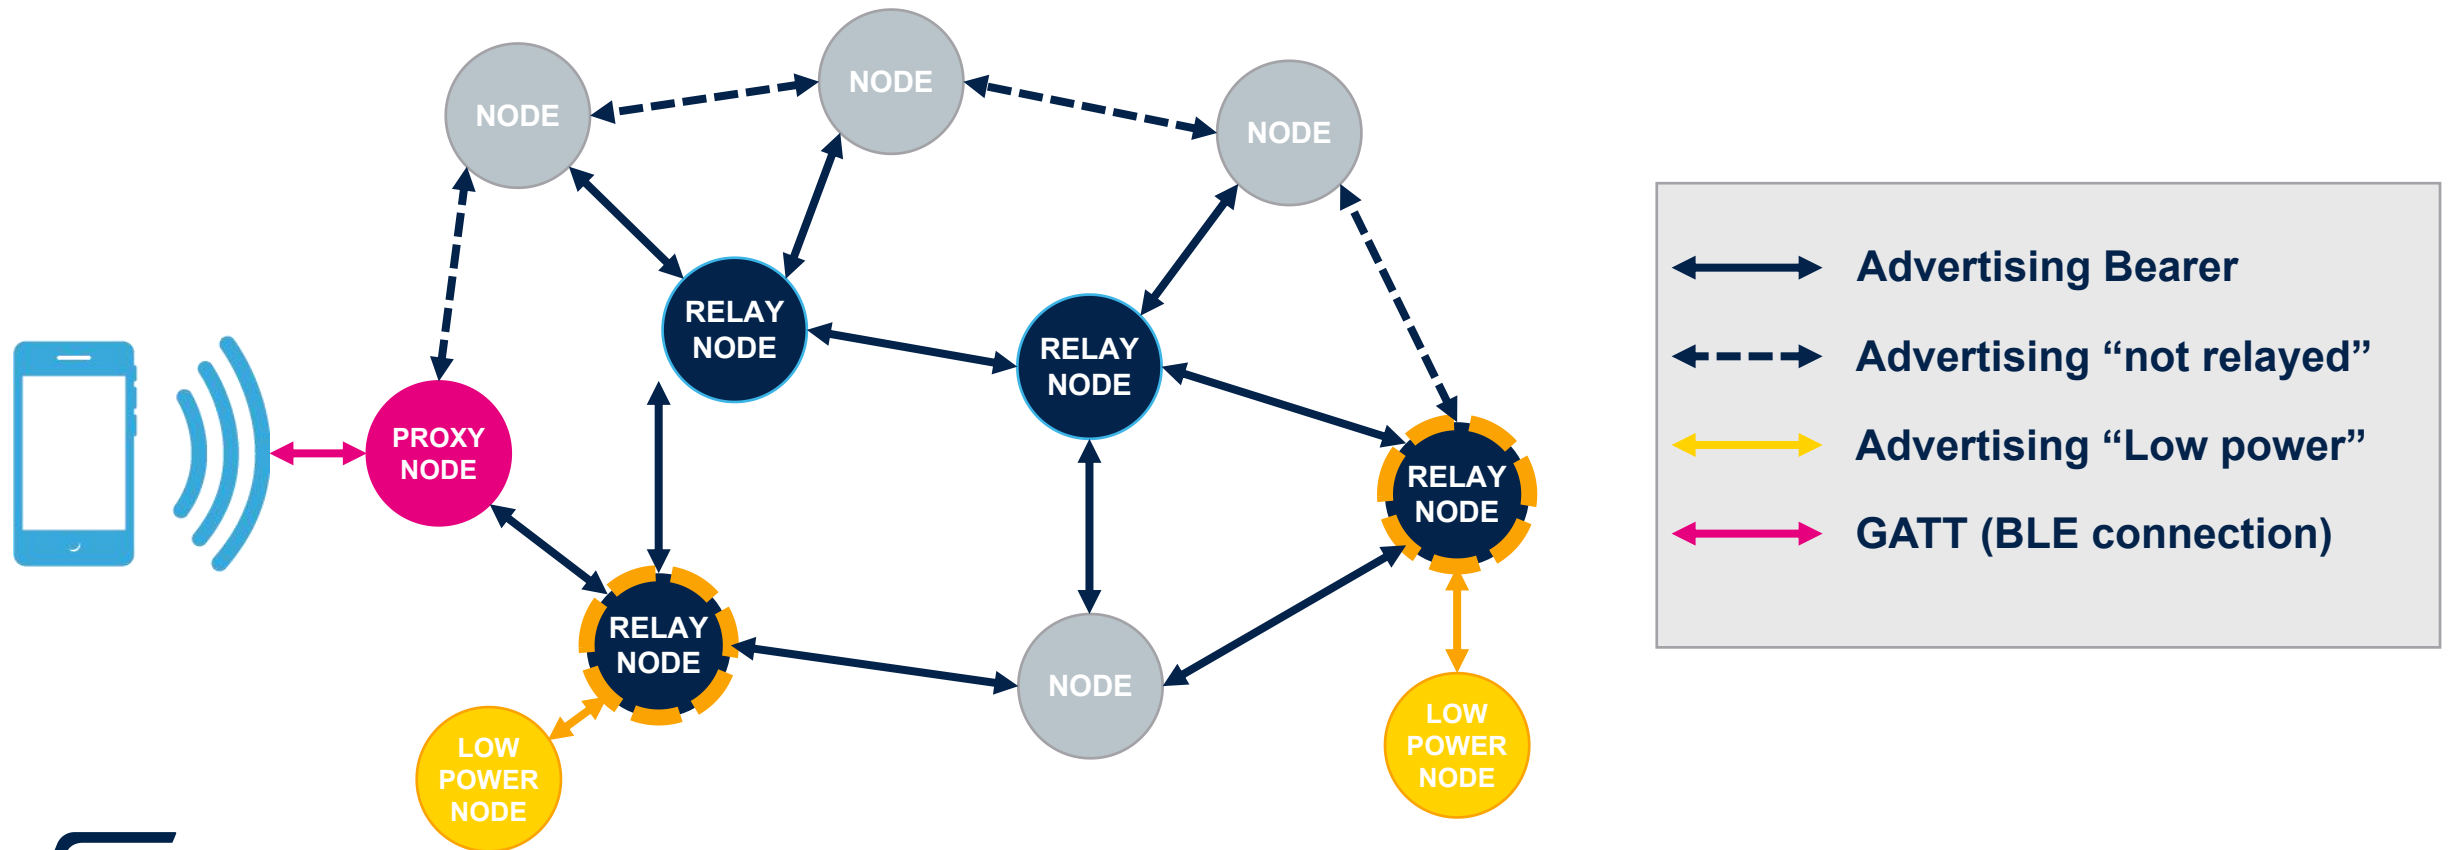 NODE
NODE
NODE
RELAY
NODE
RELAY
NODE
PROXY
NODE
RELAY
NODE
RELAY
NODE
NODE
LOW
POWER
NODE
LOW
POWER
NODE
Advertising Bearer
Advertising “not relayed”
Advertising “Low power”
GATT (BLE connection)